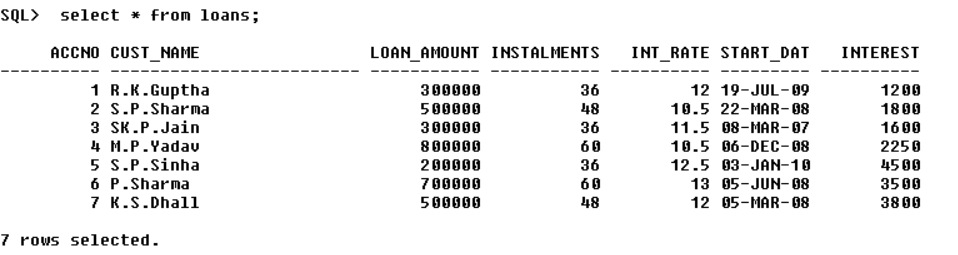 SQL>  select * from loans;
     ACCNO CUST_NAME                 LOAN_AMOUNT INSTALMENTS   INT_RATE START_DAT   INTEREST
---------- ------------------------- ----------- ----------- ---------- --------- ----------
         1 R.K.Guptha                     300000          36         12 19-JUL-09       1200
         2 S.P.Sharma                     500000          48       10.5 22-MAR-08       1800
         3 SK.P.Jain                      300000          36       11.5 08-MAR-07       1600
         4 M.P.Yadav                      800000          60       10.5 06-DEC-08       2250
         5 S.P.Sinha                      200000          36       12.5 03-JAN-10       4500
         6 P.Sharma                       700000          60         13 05-JUN-08       3500
         7 K.S.Dhall                      500000          48         12 05-MAR-08       3800
7 rows selected.